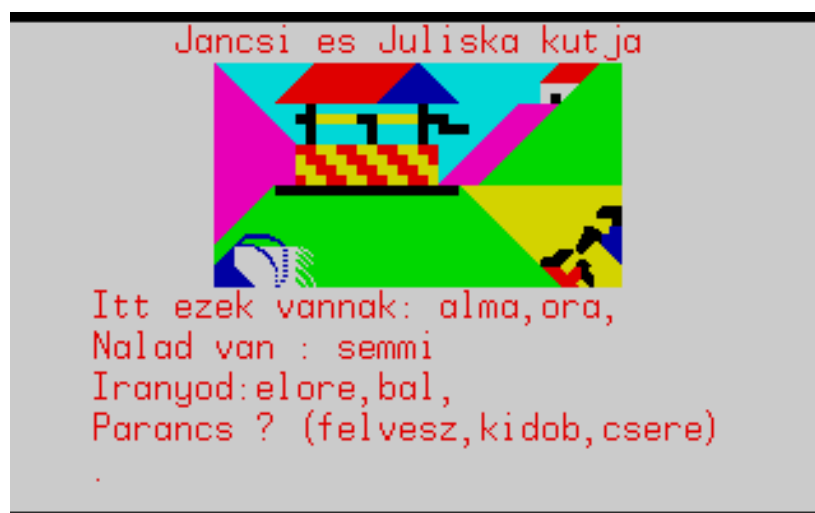 Jancsi es Juliska kutja
Itt ezek vannak: alma,ora,
Nalad van : semmi
Iranyod:elore,bal,
Parancs ? (felvesz,kidob,csere)
.